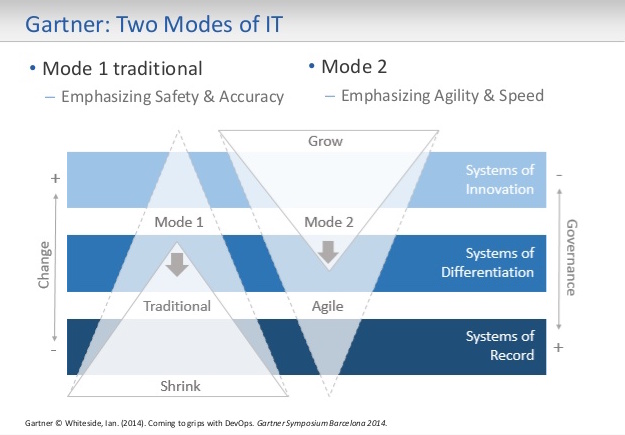 Gartner: Two Modes of IT
• Mode 1 traditional
– Emphasizing Safety & Accuracy
• Mode 2
– Emphasizing Agility & Speed
Grow
+
Systems of
Innovation
-
Mode 1
Mode 2
Change
Systems of
Differentiation
Governance
Traditional
Agile
-
Systems of
Record
+
Shrink
Gartner © Whiteside, Ian. (2014). Coming to grips with DevOps. Gartner Symposium Barcelona 2014.